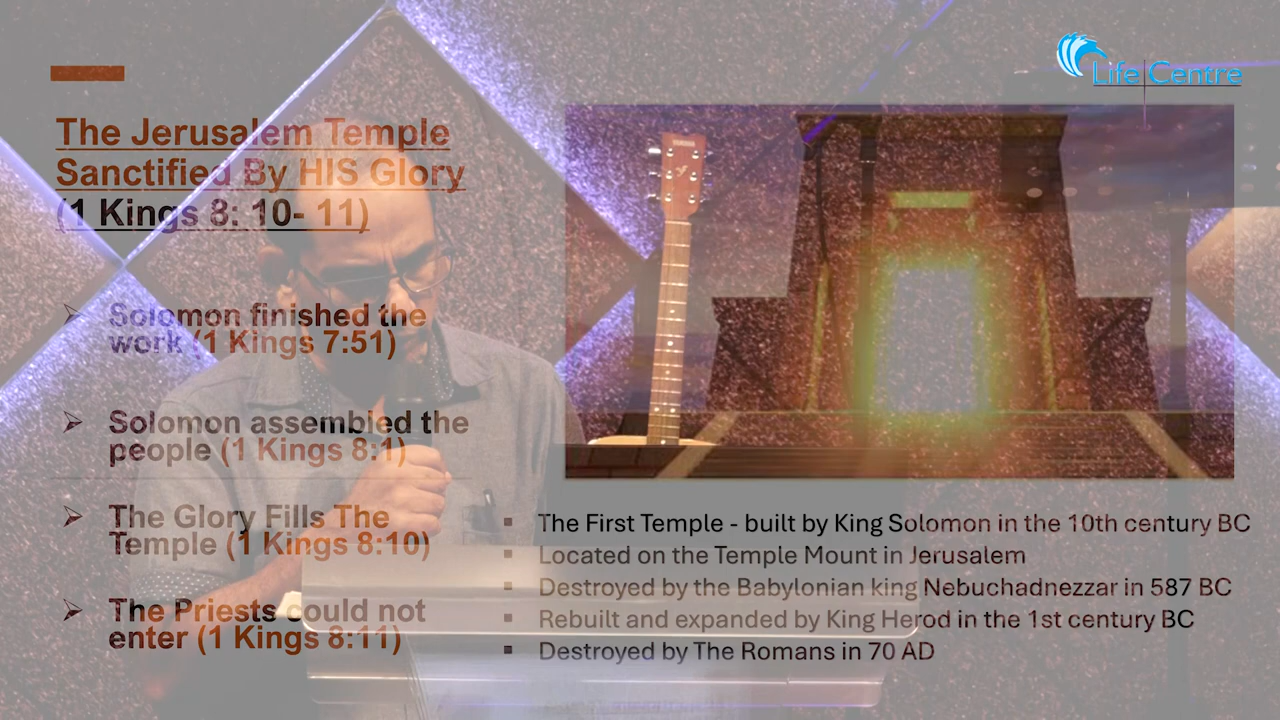 Life Centre
The Jerusalem Temple
Sanctified By HIS Glory
(1 Kings 8: 10- 11)
Solomon finished the
work (1 Kings 7:51)
Solomon assembled the
people (1 Kings 8:1)
The Glory Fills The
Temple (1 Kings 8:10)
The Priests could not
enter (1 Kings 8:11)
YAMAHA
The First Temple - built by King Solomon in the 10th century BC
Located on the Temple Mount in Jerusalem
Destroyed by the Babylonian king Nebuchadnezzar in 587 BC
Rebuilt and expanded by King Herod in the 1st century BC
Destroyed by The Romans in 70 AD